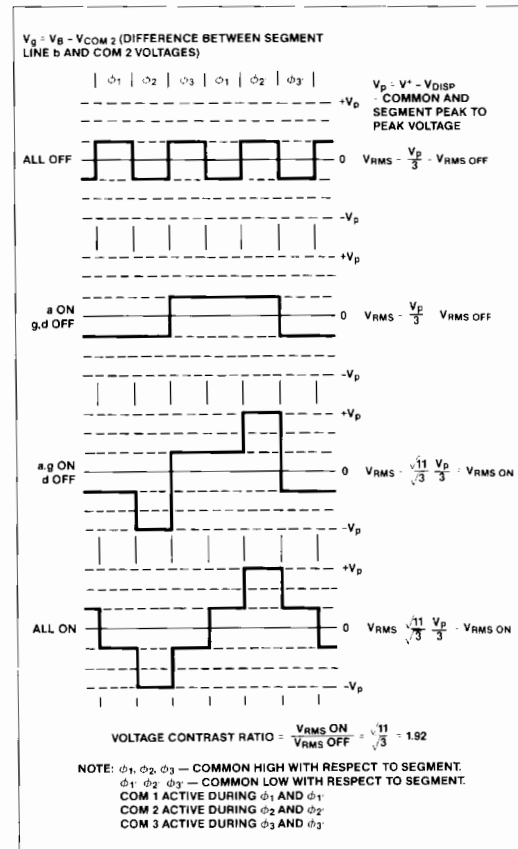 Vg = VB – VCOM 2 (DIFFERENCE BETWEEN SEGMENT
LINE b AND COM 2 VOLTAGES)
ϕ1 ϕ2 ϕ3 ϕ1 ϕ2 ϕ3'
Vp = V+ – VDISP
- COMMON AND
SEGMENT PEAK TO
PEAK VOLTAGE
+Vp
ALL OFF
0 VRMS - Vp/3 - VRMS OFF
–Vp
+Vp
a ON
g,d OFF
0 VRMS - Vp/3 VRMS OFF
–Vp
+Vp
a.g ON
d OFF
0 VRMS - √11/√3 Vp/3 = VRMS ON
–Vp
+Vp
ALL ON
0 VRMS √11/√3 Vp/3 - VRMS ON
–Vp
VOLTAGE CONTRAST RATIO = VRMS ON/VRMS OFF = √11/√3 = 1.92
NOTE: ϕ1, ϕ2, ϕ3 — COMMON HIGH WITH RESPECT TO SEGMENT.
ϕ1' ϕ2' ϕ3' — COMMON LOW WITH RESPECT TO SEGMENT.
COM 1 ACTIVE DURING ϕ1 AND ϕ1'
COM 2 ACTIVE DURING ϕ2 AND ϕ2'
COM 3 ACTIVE DURING ϕ3 AND ϕ3'